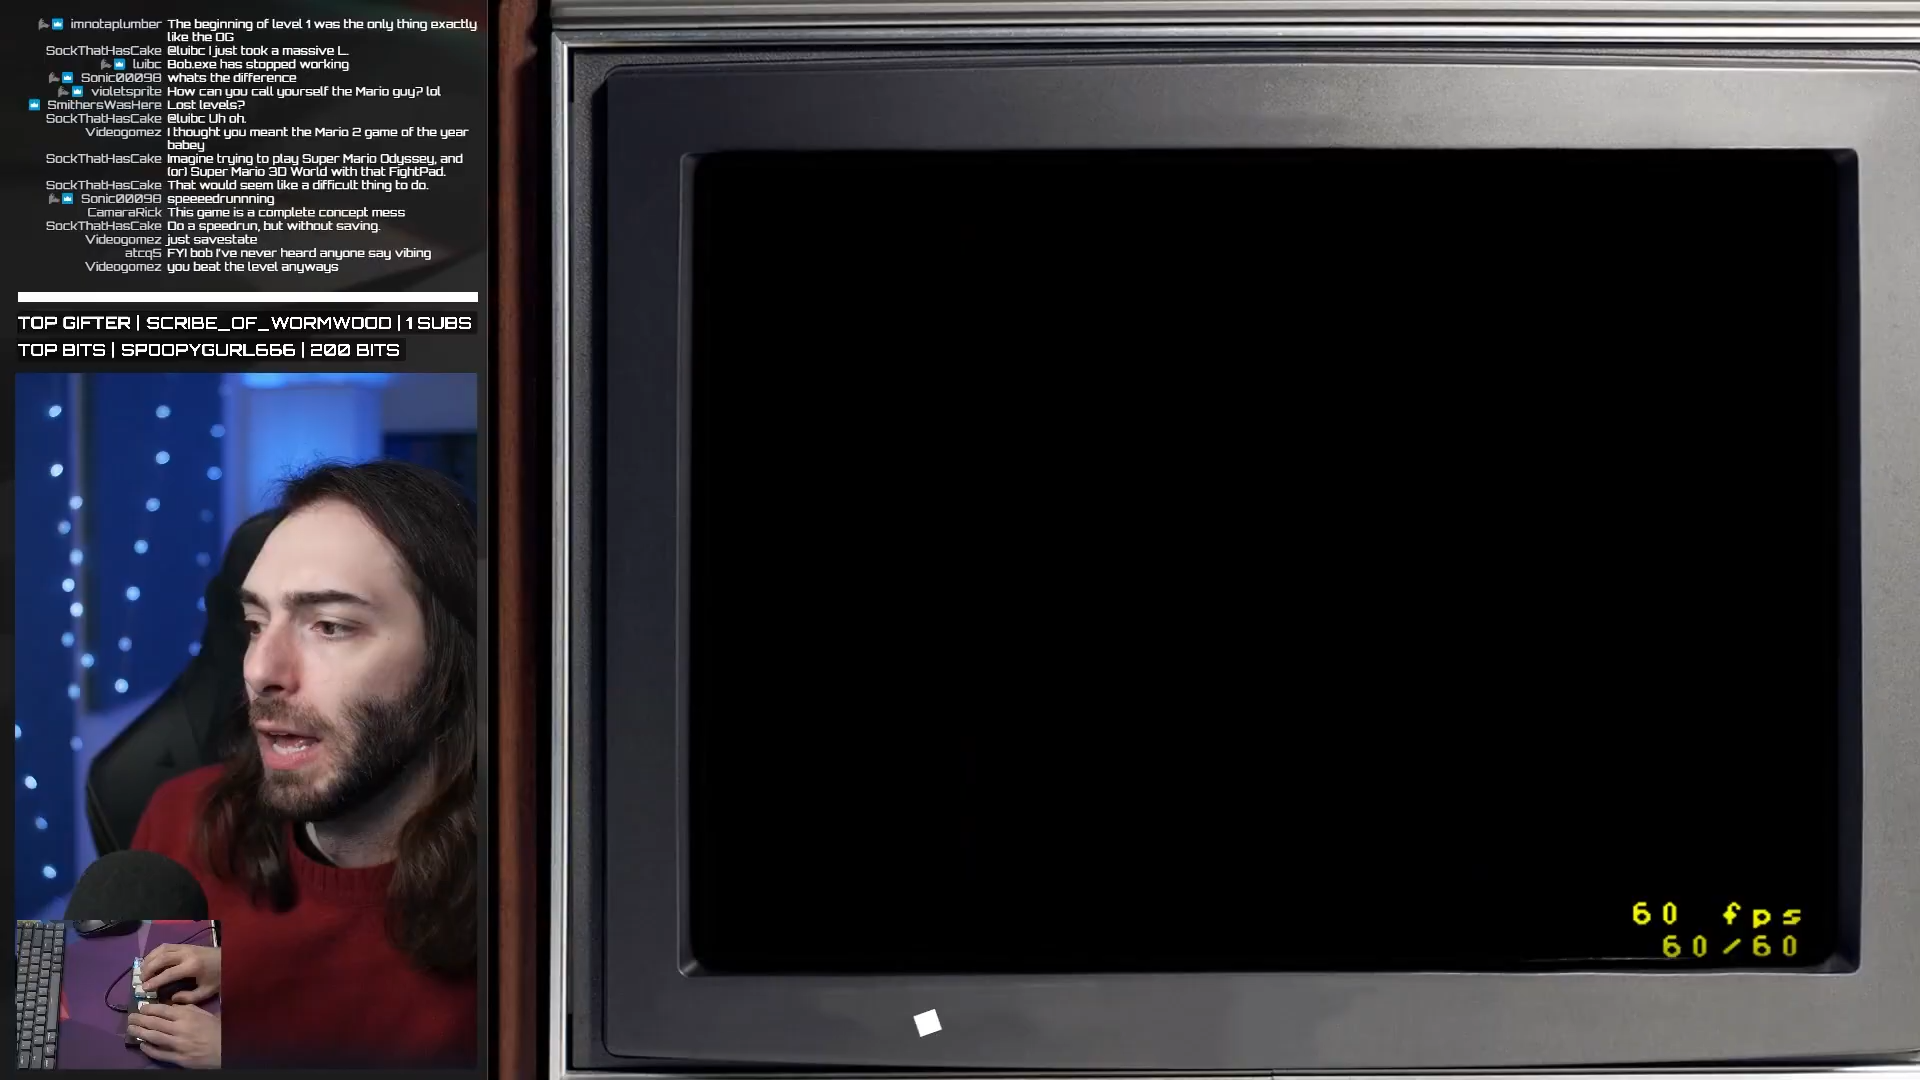 imnotaplumber The beginning of level 1 was the only thing exactly
like the OG
SockThatHasCake @luibc I just took a massive L.
luibc Bob.exe has stopped working
Sonic00098 whats the difference
violetsprite How can you call yourself the Mario guy? lol
SmithersWasHere Lost levels?
SockThatHasCake @luibc Uh oh.
Videogomez I thought you meant the Mario 2 game of the year
babey
SockThatHasCake Imagine trying to play Super Mario Odyssey, and
(or) Super Mario 3D World with that FightPad.
SockThatHasCake That would seem like a difficult thing to do.
Sonic00098 speeeedrunnning
CamaraRick This game is a complete concept mess
SockThatHasCake Do a speedrun, but without saving.
Videogomez just savestate
atcq5 FYI bob I've never heard anyone say vibing
Videogomez you beat the level anyways
TOP GIFTER | SCRIBE_OF_WORMWOOD | 1 SUBS
TOP BITS | SPOOPYGURL666 | 200 BITS
60 fps
60/60